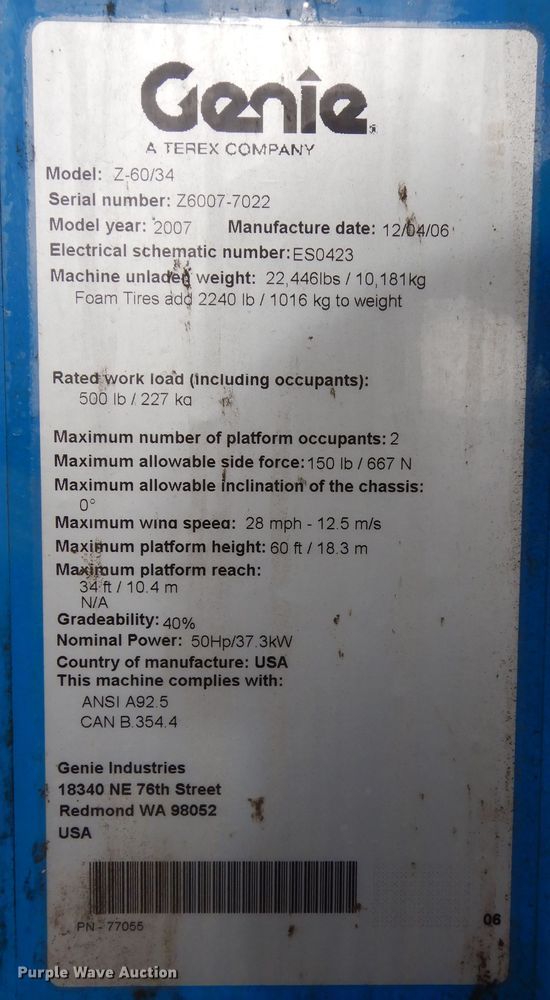 Genie
A TEREX COMPANY
Model: Z-60/34
Serial number: Z6007-7022
Model year: 2007 Manufacture date: 12/04/06
Electrical schematic number: ES0423
Machine unladen weight: 22,446lbs / 10,181kg
Foam Tires add 2240 lb / 1016 kg to weight
Rated work load (including occupants):
500 lb / 227 kg
Maximum number of platform occupants: 2
Maximum allowable side force: 150 lb / 667 N
Maximum allowable inclination of the chassis:
0°
Maximum wind speed: 28 mph - 12.5 m/s
Maximum platform height: 60 ft / 18.3 m
Maximum platform reach:
34 ft / 10.4 m
N/A
Gradeability: 40%
Nominal Power: 50Hp/37.3kW
Country of manufacture: USA
This machine complies with:
ANSI A92.5
CAN B.354.4
Genie Industries
18340 NE 76th Street
Redmond WA 98052
USA
PN - 77055
06
Purple Wave Auction